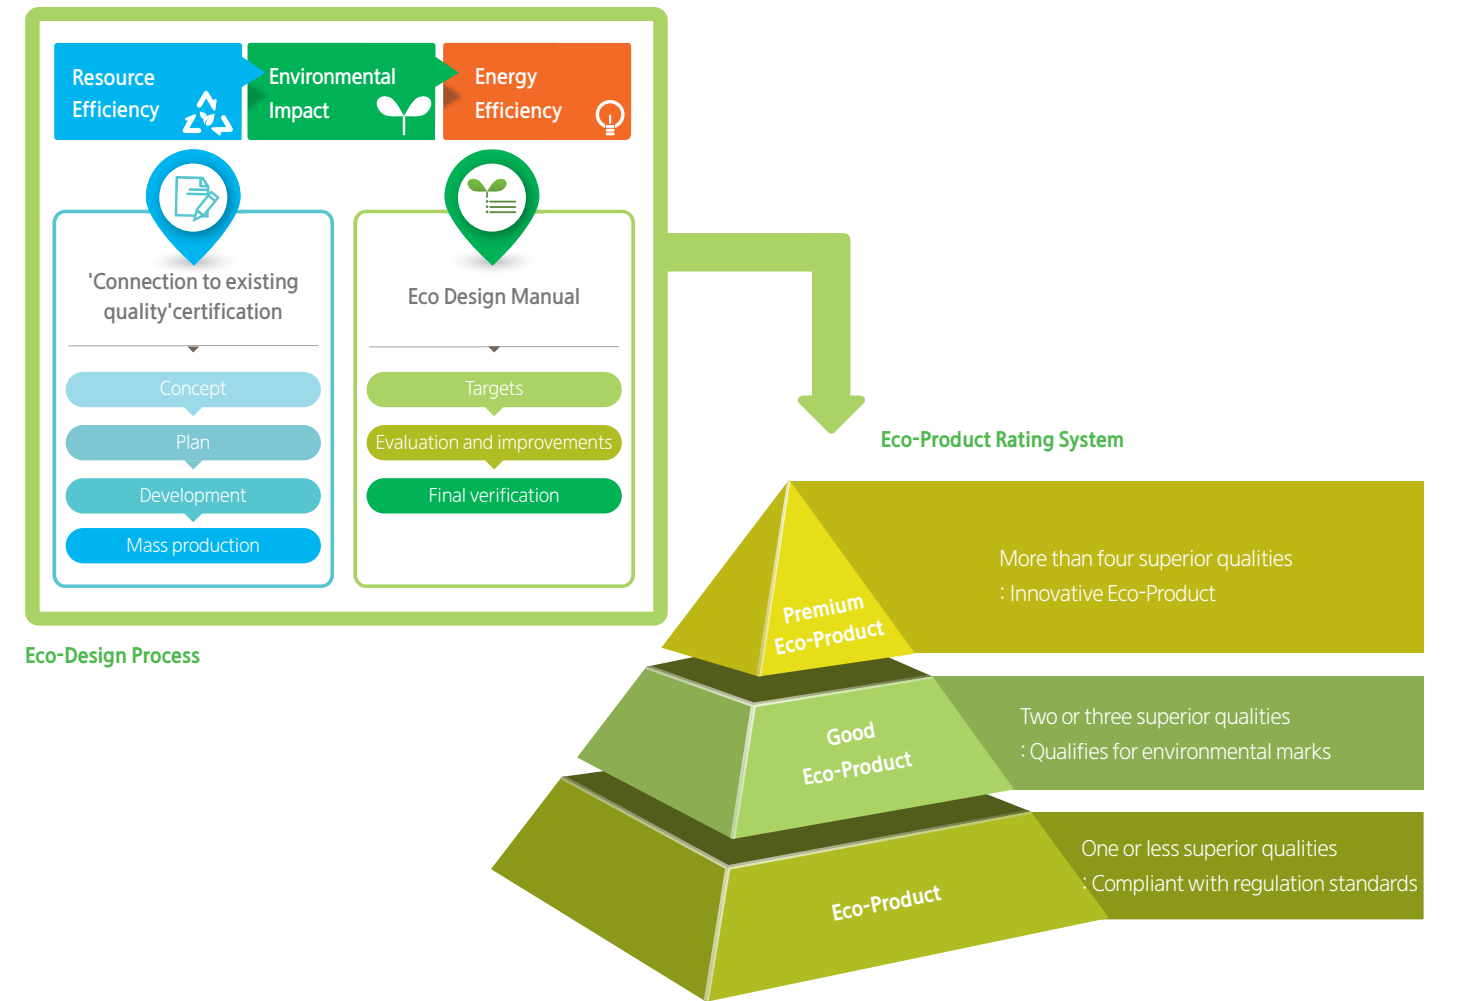 Resource
Efficiency
Environmental
Impact
Energy
Efficiency
'Connection to existing
quality'certification
Concept
Plan
Development
Mass production
Eco Design Manual
Targets
Evaluation and improvements
Final verification
Eco-Design Process
Eco-Product Rating System
Premium
Eco-Product
More than four superior qualities
: Innovative Eco-Product
Good
Eco-Product
Two or three superior qualities
: Qualifies for environmental marks
Eco-Product
One or less superior qualities
: Compliant with regulation standards